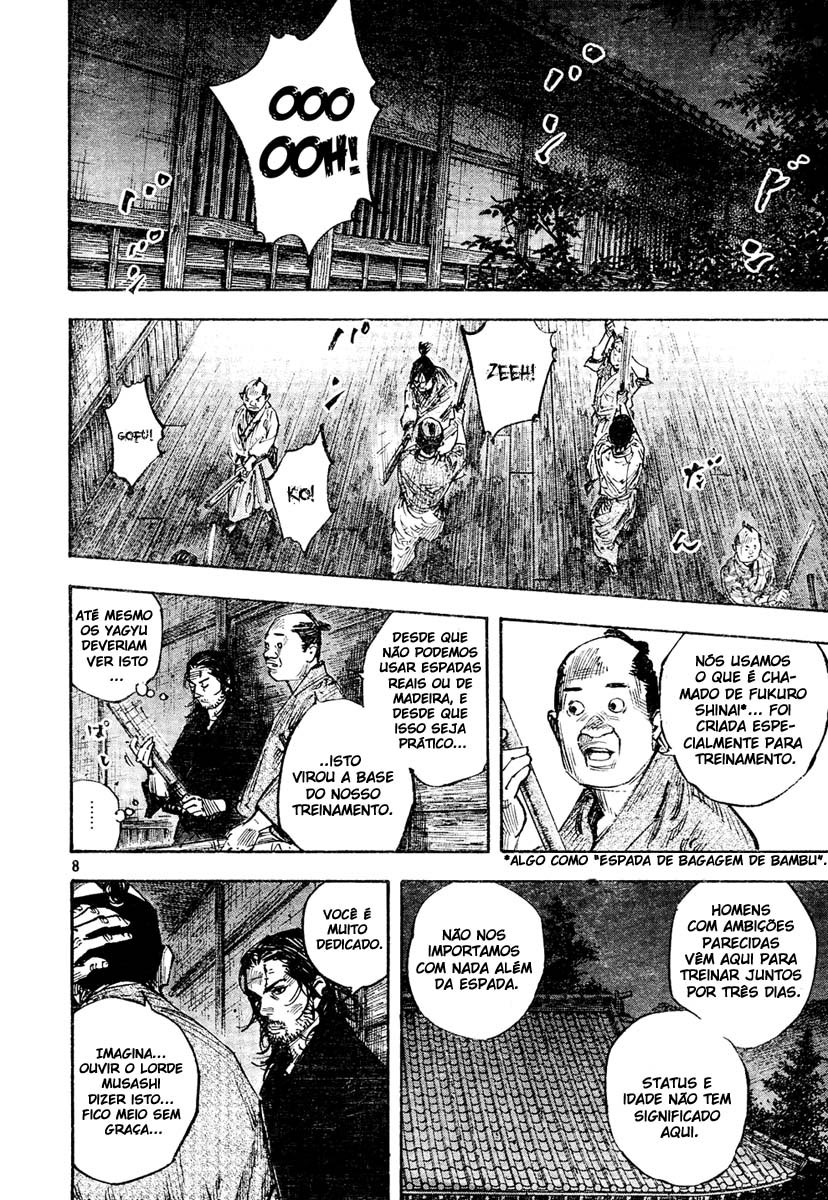 OOO
OOH!
ZEEH!
GOFU!
KO!
NÓS USAMOS
O QUE É CHA-
MADO DE FUKURO
SHINAI*... FOI
CRIADA ESPE-
CIALMENTE PARA
TREINAMENTO.
*ALGO COMO "ESPADA DE BAGAGEM DE BAMBU".
DESDE QUE
NÃO PODEMOS
USAR ESPADAS
REAIS OU DE
MADEIRA, E
DESDE QUE
ISSO SEJA
PRÁTICO...
..ISTO
VIROU A BASE
DO NOSSO
TREINAMENTO.
ATÉ MESMO
OS YAGYU
DEVERIAM
VER ISTO
...
......
8
HOMENS
COM AMBIÇÕES
PARECIDAS
VÊM AQUI PARA
TREINAR JUNTOS
POR TRÊS DIAS.
NÃO NOS
IMPORTAMOS
COM NADA ALÉM
DA ESPADA.
STATUS E
IDADE NÃO TEM
SIGNIFICADO
AQUI.
VOCÊ É
MUITO
DEDICADO.
IMAGINA...
OUVIR O LORDE
MUSASHI
DIZER ISTO...
FICO MEIO SEM
GRAÇA...